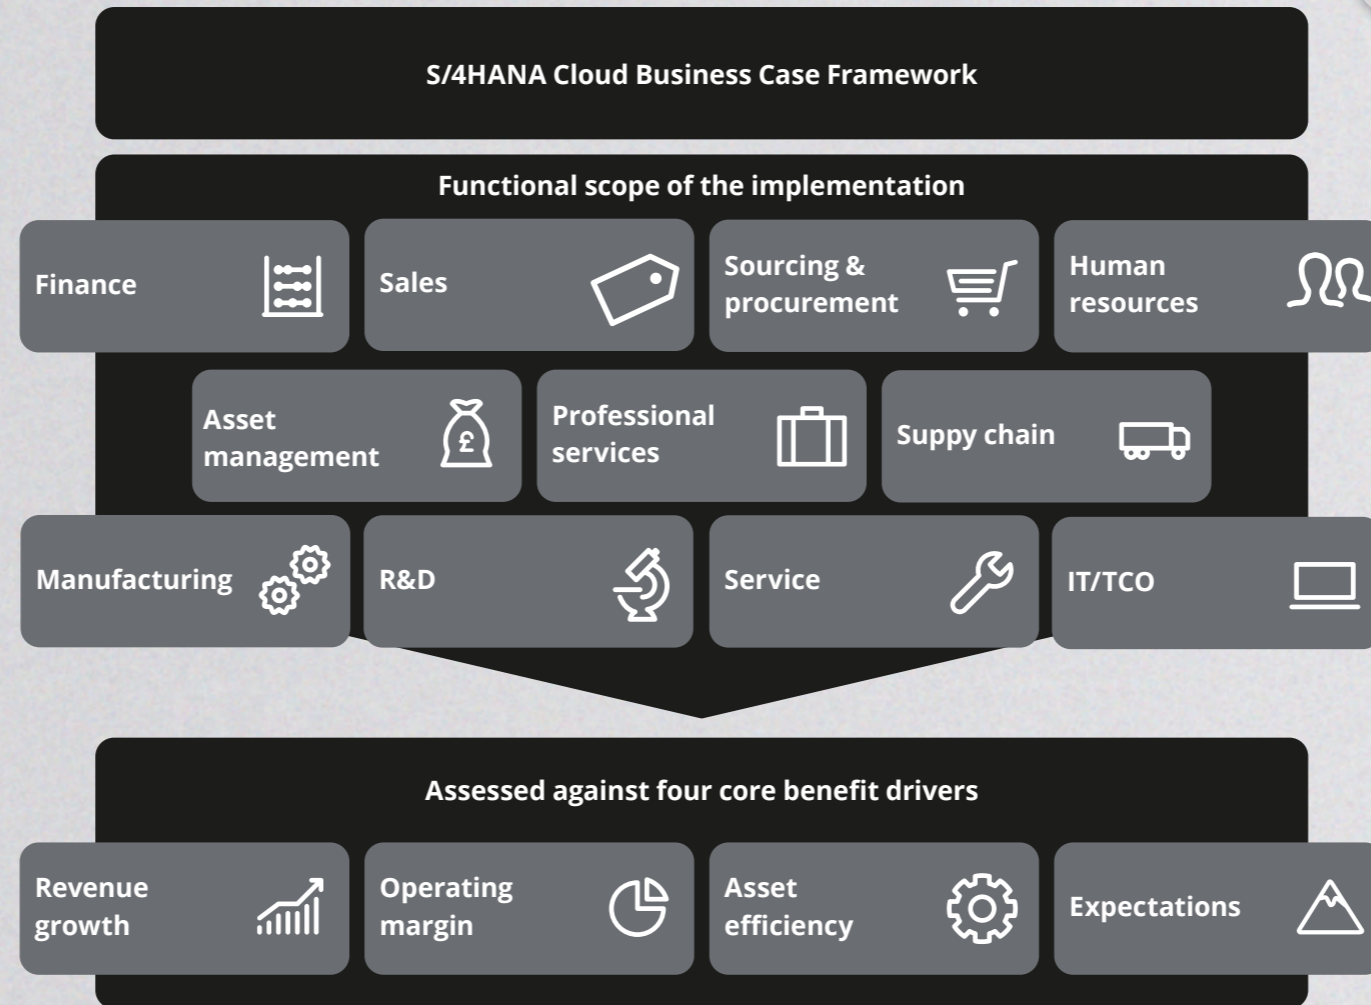 S/4HANA Cloud Business Case Framework
Functional scope of the implementation
Finance
Sales
Sourcing &
procurement
Human
resources
Asset
management
£
Professional
services
Suppy chain
Manufacturing
R&D
Service
IT/TCO
Assessed against four core benefit drivers
Revenue
growth
Operating
margin
Asset
efficiency
Expectations